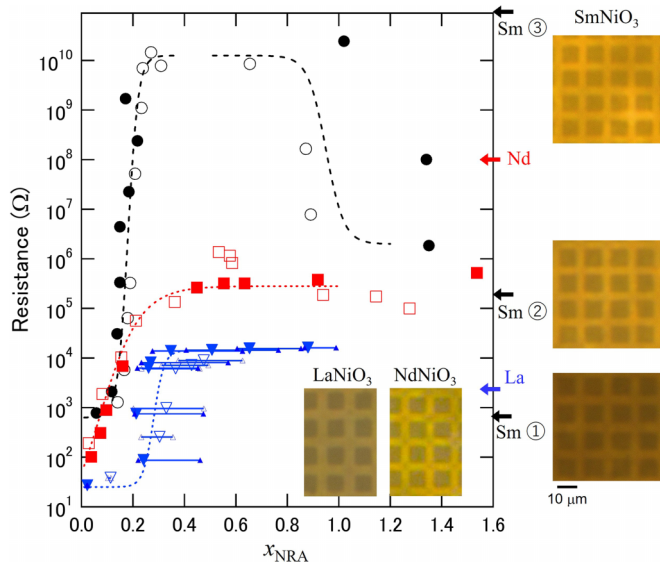 SmNiO3
Sm ③
10^10
10^9
10^8
Nd
10^7
10^6
Resistance (Ω)
10^5
Sm ②
10^4
LaNiO3
NdNiO3
La
10^3
Sm ①
10^2
10^1
10 μm
0.0
0.2
0.4
0.6
0.8
1.0
1.2
1.4
1.6
xNRA